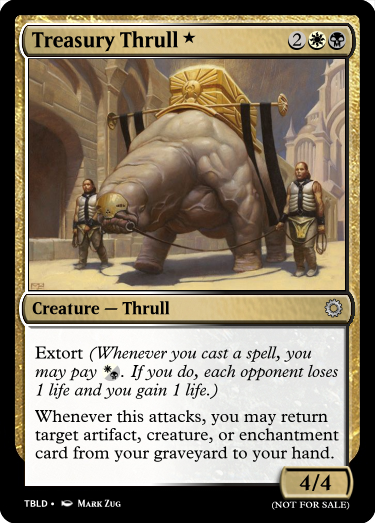 Treasury Thrull ★ 2
Creature — Thrull
Extort (Whenever you cast a spell, you
may pay . If you do, each opponent loses
1 life and you gain 1 life.)
Whenever this attacks, you may return
target artifact, creature, or enchantment
card from your graveyard to your hand.
4/4
TBLD • Mark Zug
(NOT FOR SALE)